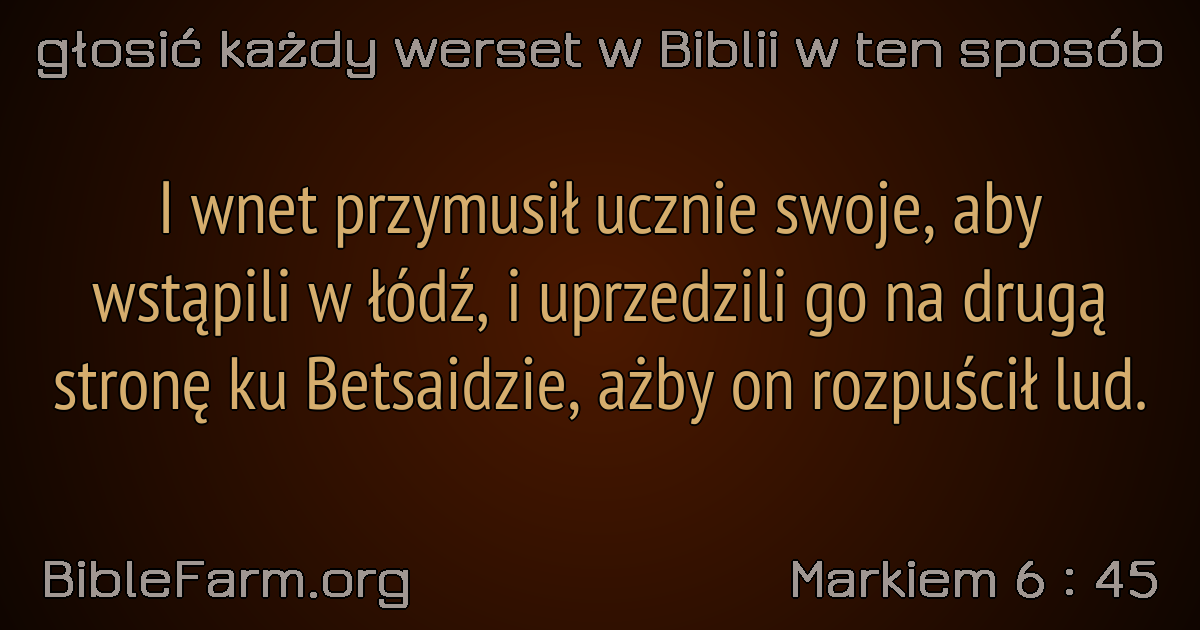 głosić każdy werset w Biblii w ten sposób
I wnet przymusił ucznie swoje, aby
wstąpili w łódź, i uprzedzili go na drugą
stronę ku Betsaidzie, ażby on rozpuścił lud.
BibleFarm.org
Markiem 6 : 45